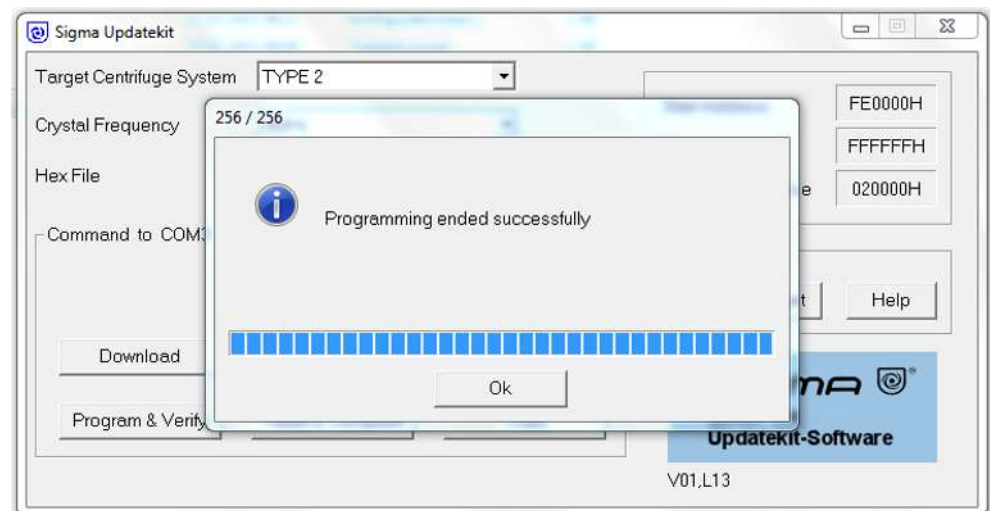 Sigma Updatekit
Target Centrifuge System TYPE 2
256 / 256
FE0000H
Crystal Frequency
FFFFFFH
Hex File
e 020000H
Programming ended successfully
Command to COM3
t Help
Download
Ok
Program & Verify
Updatekit-Software
V01,L13